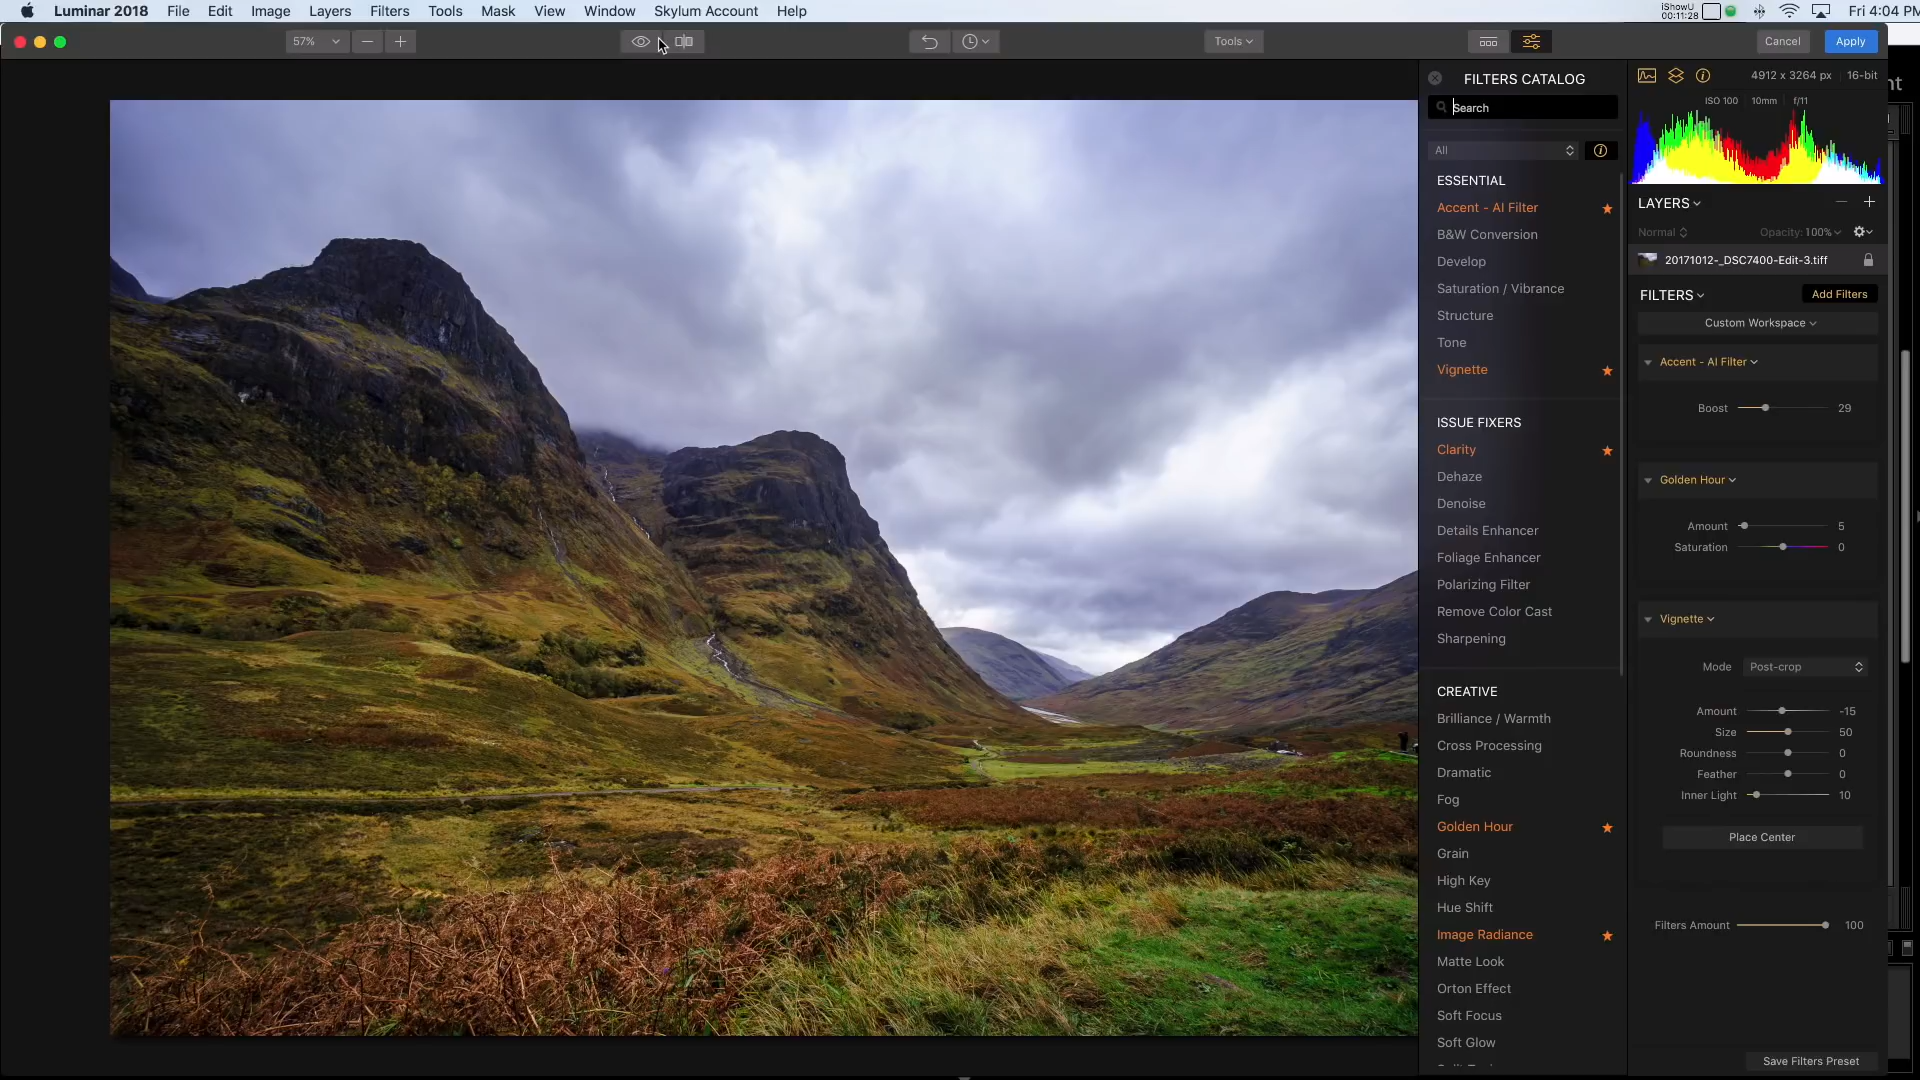 Luminar 2018 File Edit Image Layers Filters Tools Mask View Window Skylum Account Help
iShowU
00:11:28
Fri 4:04 PM
57%
Tools
Cancel
Apply
FILTERS CATALOG
Search
All
ESSENTIAL
Accent - AI Filter
B&W Conversion
Develop
Saturation / Vibrance
Structure
Tone
Vignette
ISSUE FIXERS
Clarity
Dehaze
Denoise
Details Enhancer
Foliage Enhancer
Polarizing Filter
Remove Color Cast
Sharpening
CREATIVE
Brilliance / Warmth
Cross Processing
Dramatic
Fog
Golden Hour
Grain
High Key
Hue Shift
Image Radiance
Matte Look
Orton Effect
Soft Focus
Soft Glow
4912 x 3264 px 16-bit
ISO 100 10mm f/11
LAYERS
Normal Opacity: 100%
20171012-_DSC7400-Edit-3.tiff
FILTERS Add Filters
Custom Workspace
Accent - AI Filter
Boost 29
Golden Hour
Amount 5
Saturation 0
Vignette
Mode Post-crop
Amount -15
Size 50
Roundness 0
Feather 0
Inner Light 10
Place Center
Filters Amount 100
Save Filters Preset